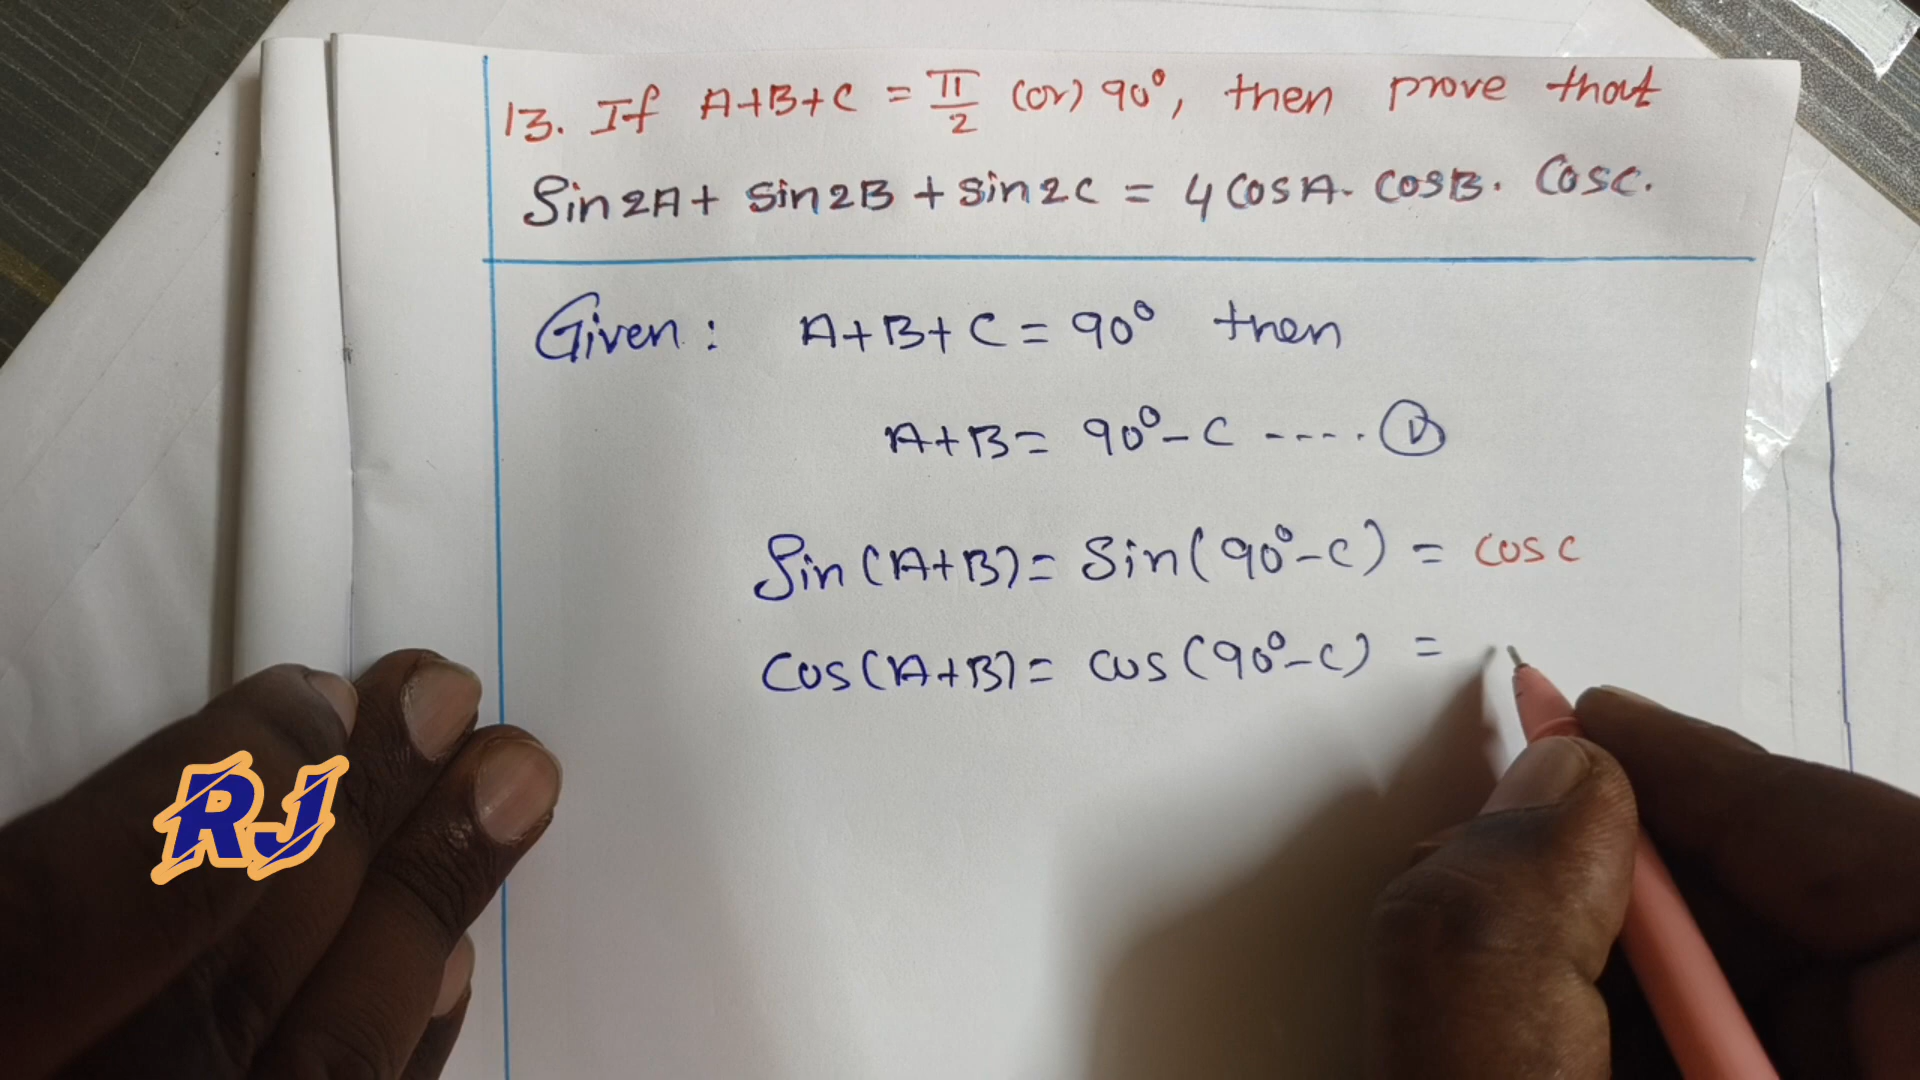 13. If A+B+C = π/2 (or) 90°, then prove that
Sin2A + Sin2B + Sin2C = 4 CosA. CosB. CosC.
Given: A+B+C = 90° then
A+B = 90°-C ---- ①
Sin(A+B) = Sin(90°-C) = cosc
Cos(A+B) = cos(90°-C) =
RJ